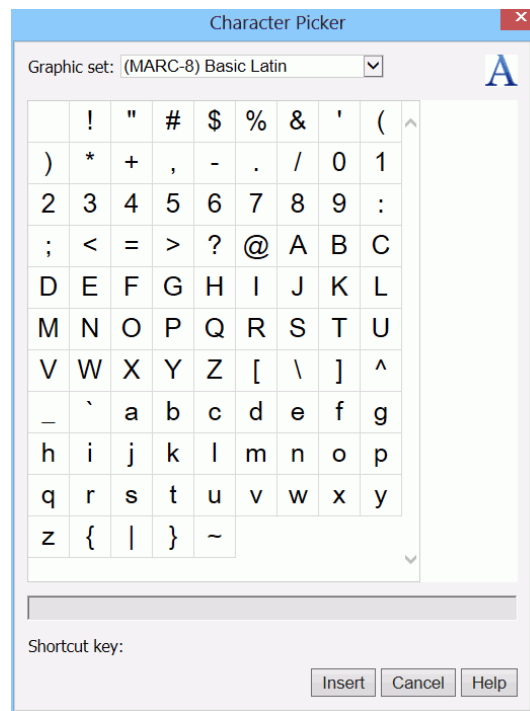 Character Picker
Graphic set: (MARC-8) Basic Latin
A
! " # $ % & ' (
) * + , - . / 0 1
2 3 4 5 6 7 8 9 :
; < = > ? @ A B C
D E F G H I J K L
M N O P Q R S T U
V W X Y Z [ \ ] ^
_ ` a b c d e f g
h i j k l m n o p
q r s t u v w x y
z { | } ~
Shortcut key:
Insert Cancel Help